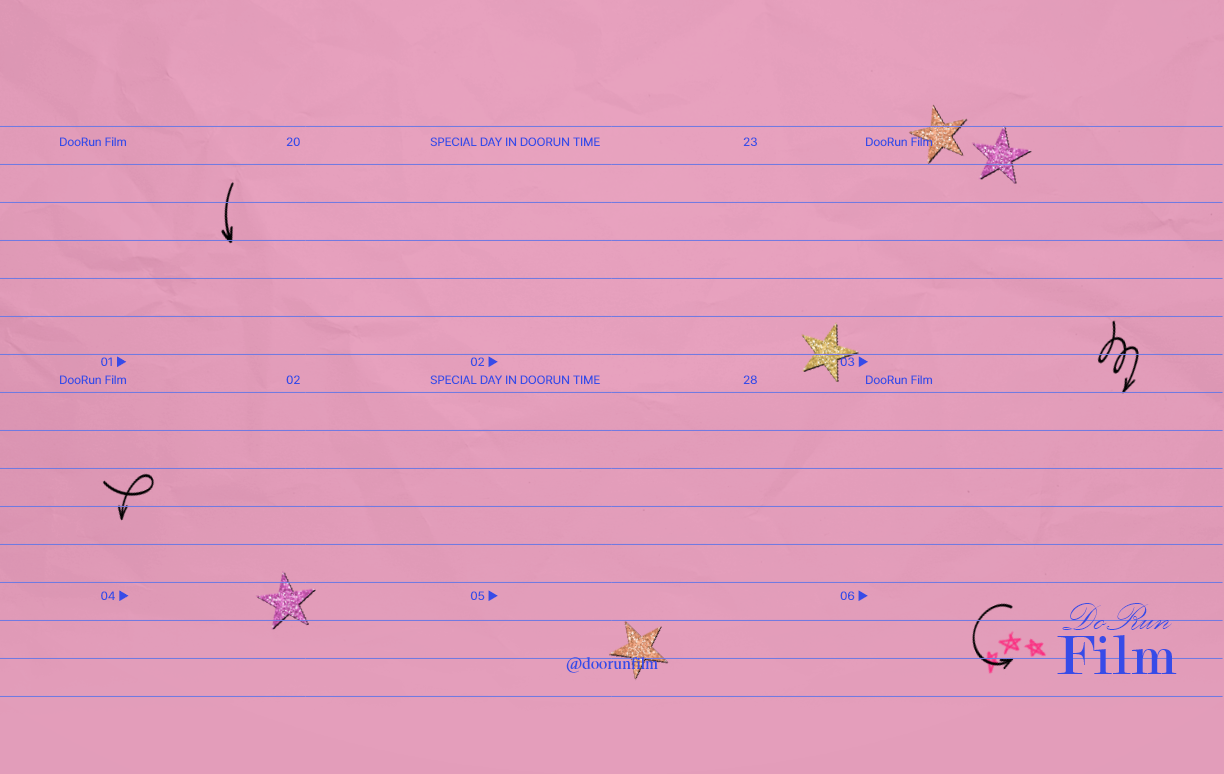 DooRun Film 20 SPECIAL DAY IN DOORUN TIME 23 DooRun Film
01 ▶ 02 ▶ 03 ▶
DooRun Film 02 SPECIAL DAY IN DOORUN TIME 28 DooRun Film
04 ▶ 05 ▶ 06 ▶
DoRun
Film
@doorunfilm